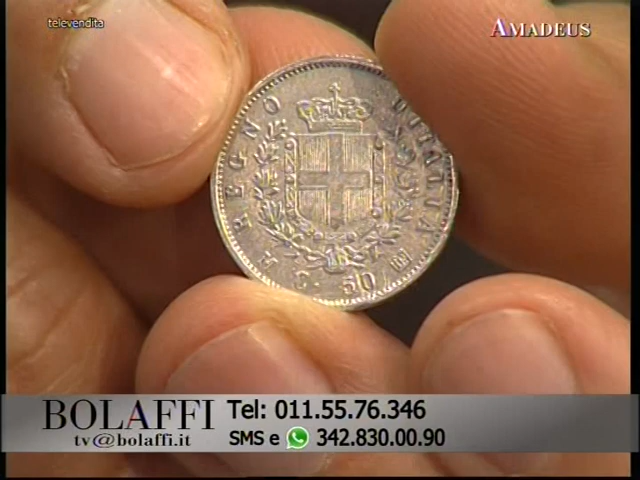 televendita
AMADEUS
REGNO D'ITALIA
C. 50
BOLAFFI
tv@bolaffi.it
Tel: 011.55.76.346
SMS e 342.830.00.90